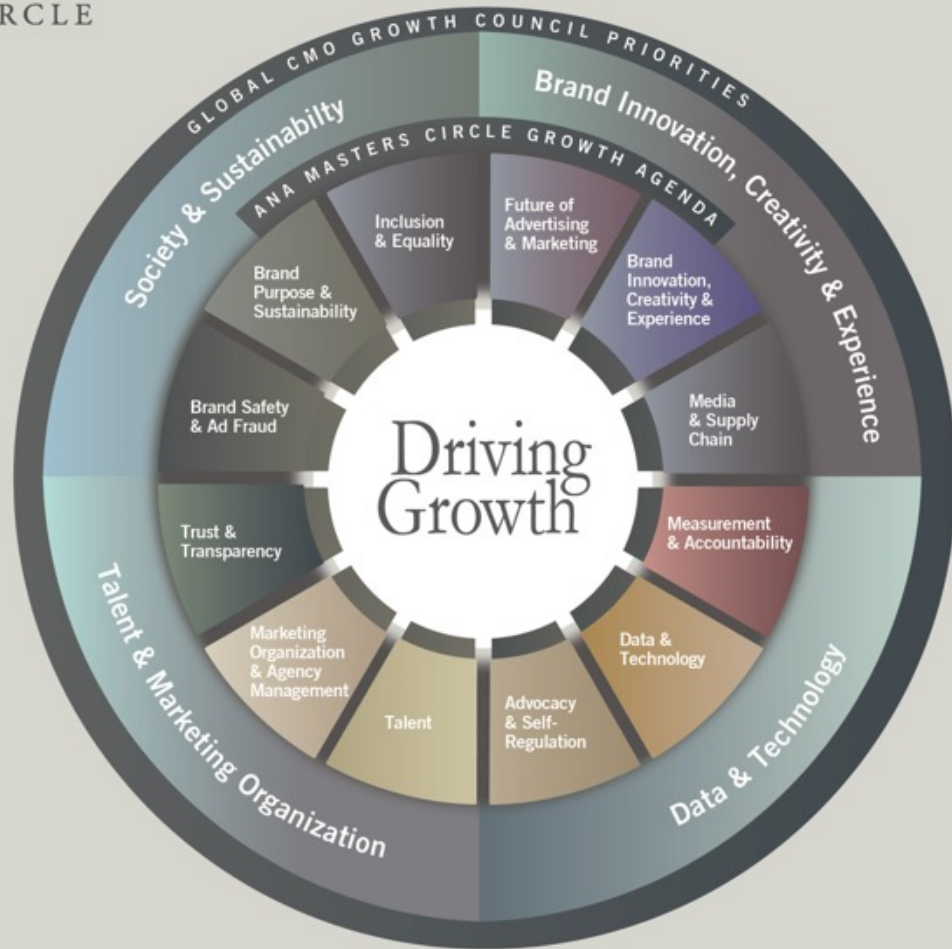 RCLE
GLOBAL CMO GROWTH COUNCIL PRIORITIES
Society & Sustainabilty
Brand Innovation, Creativity & Experience
ANA MASTERS CIRCLE GROWTH AGENDA
Inclusion
& Equality
Future of
Advertising
& Marketing
Brand
Purpose &
Sustainability
Brand
Innovation,
Creativity &
Experience
Brand Safety
& Ad Fraud
Media
& Supply
Chain
Driving
Growth
Trust &
Transparency
Measurement
& Accountability
Marketing
Organization
& Agency
Management
Data &
Technology
Talent
Advocacy
& Self-
Regulation
Talent & Marketing Organization
Data & Technology